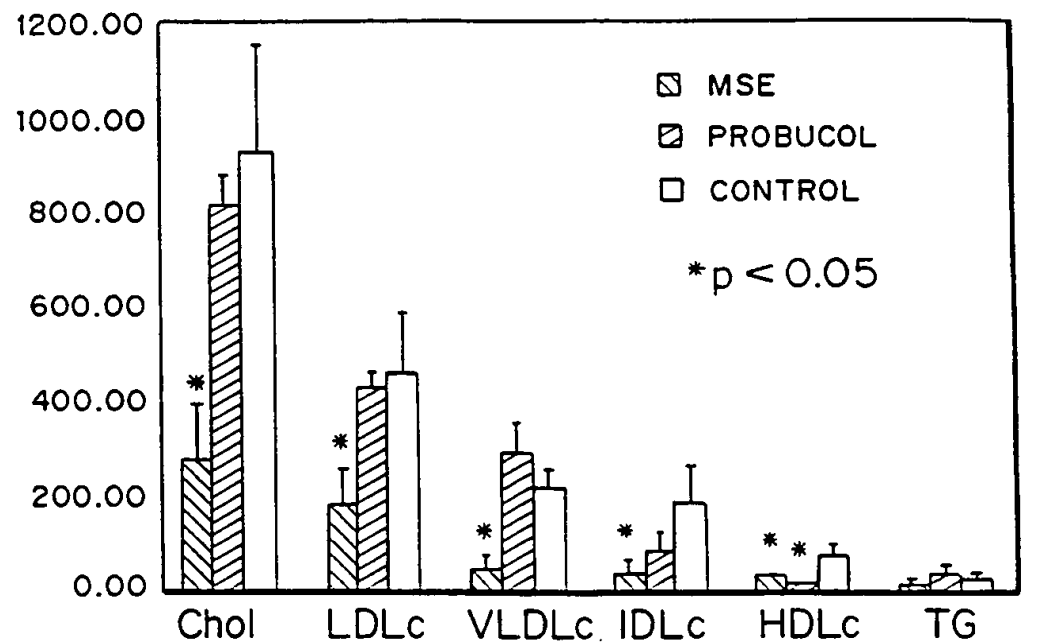 1200.00
1000.00
800.00
600.00
400.00
200.00
0.00
MSE
PROBUCOL
CONTROL
*p < 0.05
*
*
*
*
* *
Chol LDLc VLDLc. IDLc HDLc TG